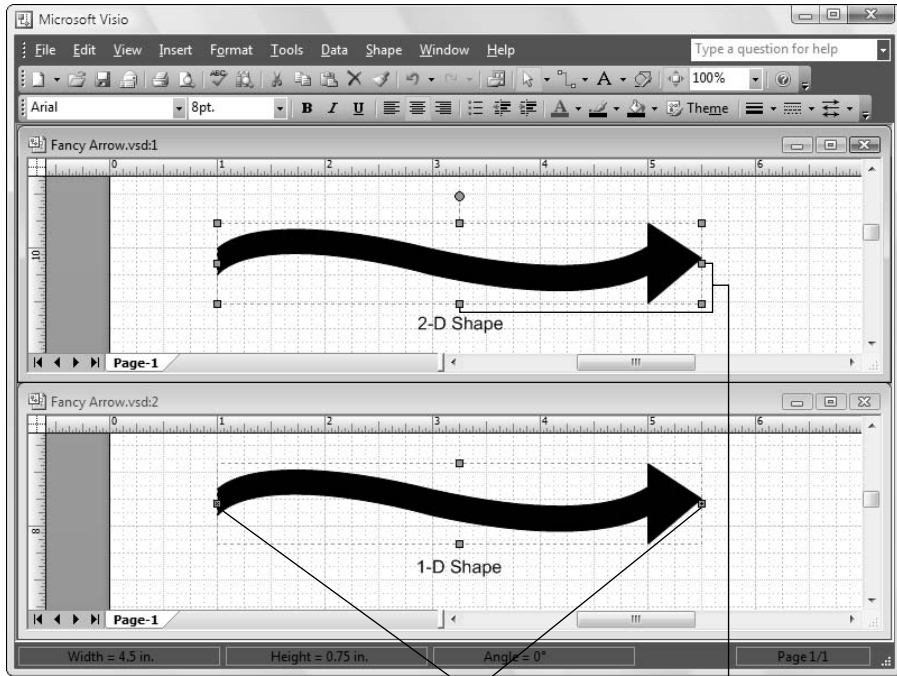 Microsoft Visio
File Edit View Insert Format Tools Data Shape Window Help Type a question for help
A 100%
Arial 8pt. B I U A Theme
Fancy Arrow.vsd:1
0 1 2 3 4 5 6
10
2-D Shape
Page-1
Fancy Arrow.vsd:2
0 1 2 3 4 5 6
8
1-D Shape
Page-1
Width = 4.5 in. Height = 0.75 in. Angle = 0° Page 1/1